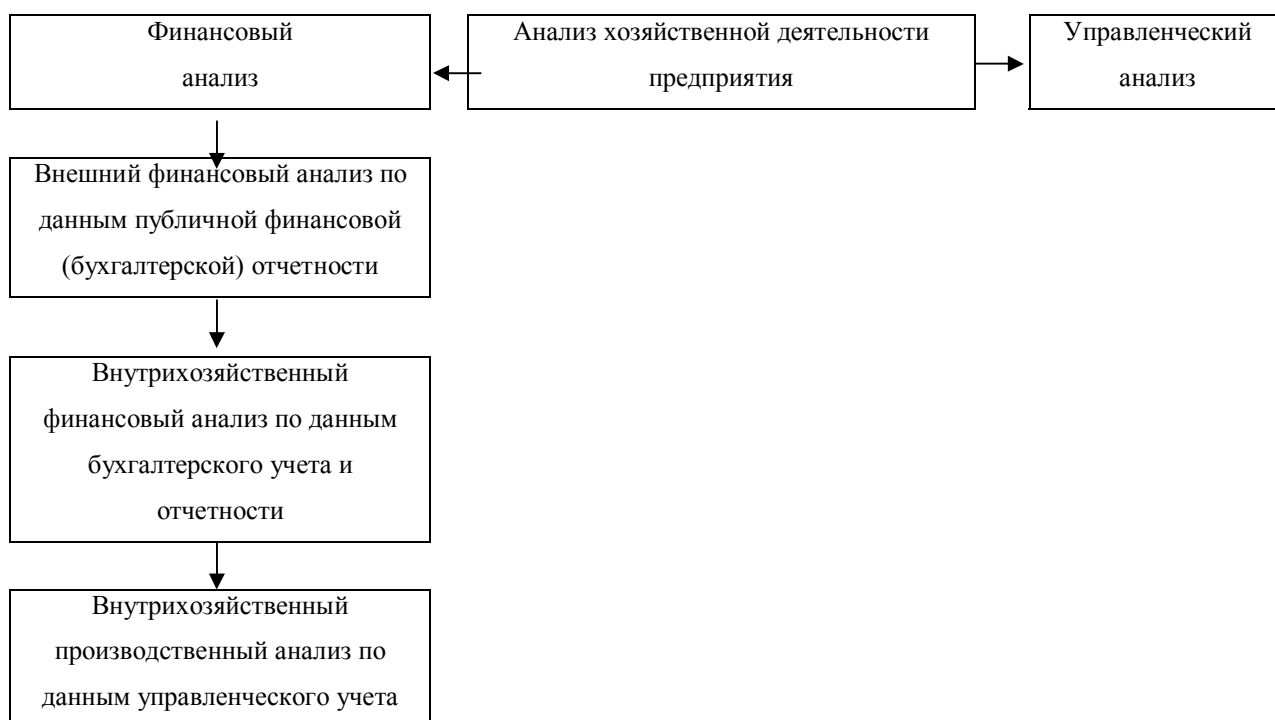 Финансовый
анализ
Анализ хозяйственной деятельности
предприятия
Управленческий
анализ
Внешний финансовый анализ по
данным публичной финансовой
(бухгалтерской) отчетности
Внутрихозяйственный
финансовый анализ по данным
бухгалтерского учета и
отчетности
Внутрихозяйственный
производственный анализ по
данным управленческого учета